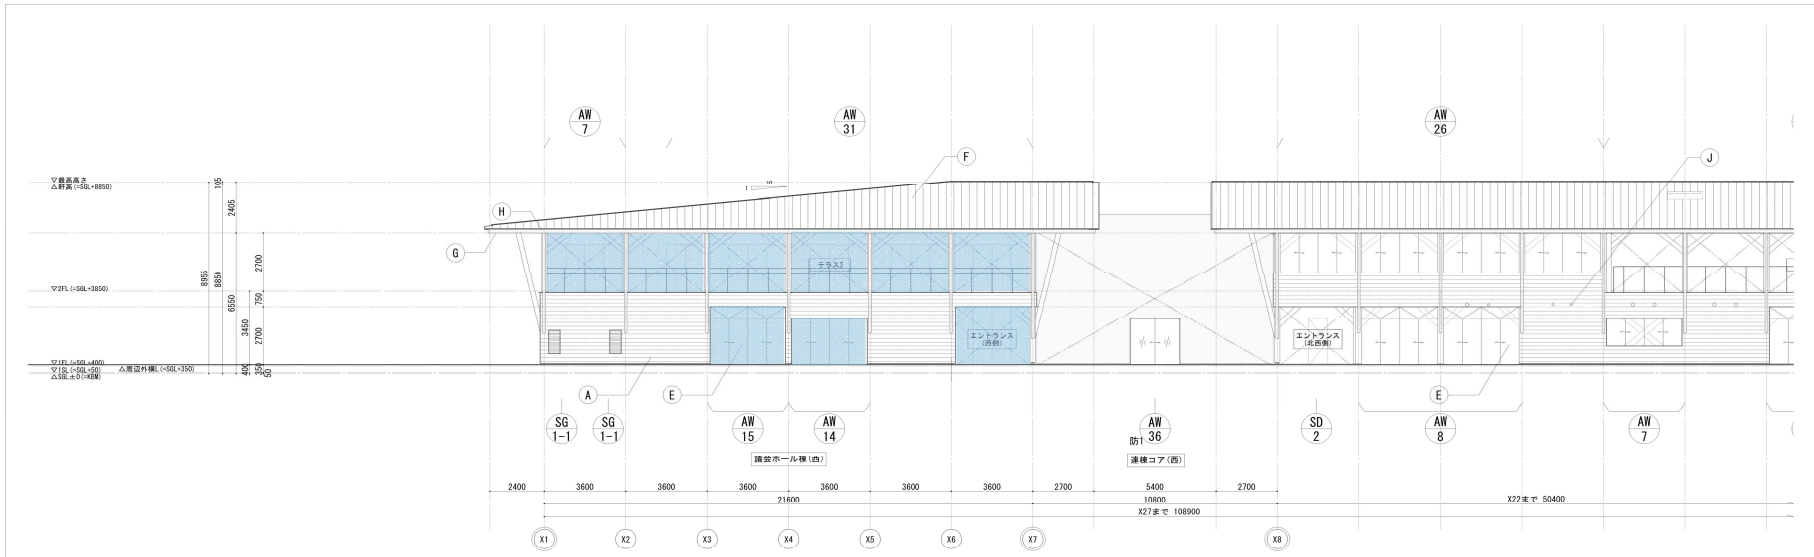 AW
7
AW
31
AW
26
F
J
▽最高高さ
△軒高(=SGL+8850)
105
2405
10
1
H
G
8955
8850
6550
2700
テラス2
▽2FL(=SGL+3850)
750
3450
2700
エントランス
(西側)
エントランス
(北西側)
▽1FL(=SGL+400)
▽1SL(=SGL+50)
△SGL±0(=KBM)
△周辺外構L(=SGL+350)
400
350
50
A
E
E
SG
1-1
SG
1-1
AW
15
AW
14
防1
AW
36
SD
2
AW
8
AW
7
議会ホール棟(西)
連棟コア(西)
2400
3600
3600
3600
3600
3600
3600
2700
5400
2700
21600
10800
X22まで 50400
X27まで 108900
X1
X2
X3
X4
X5
X6
X7
X8